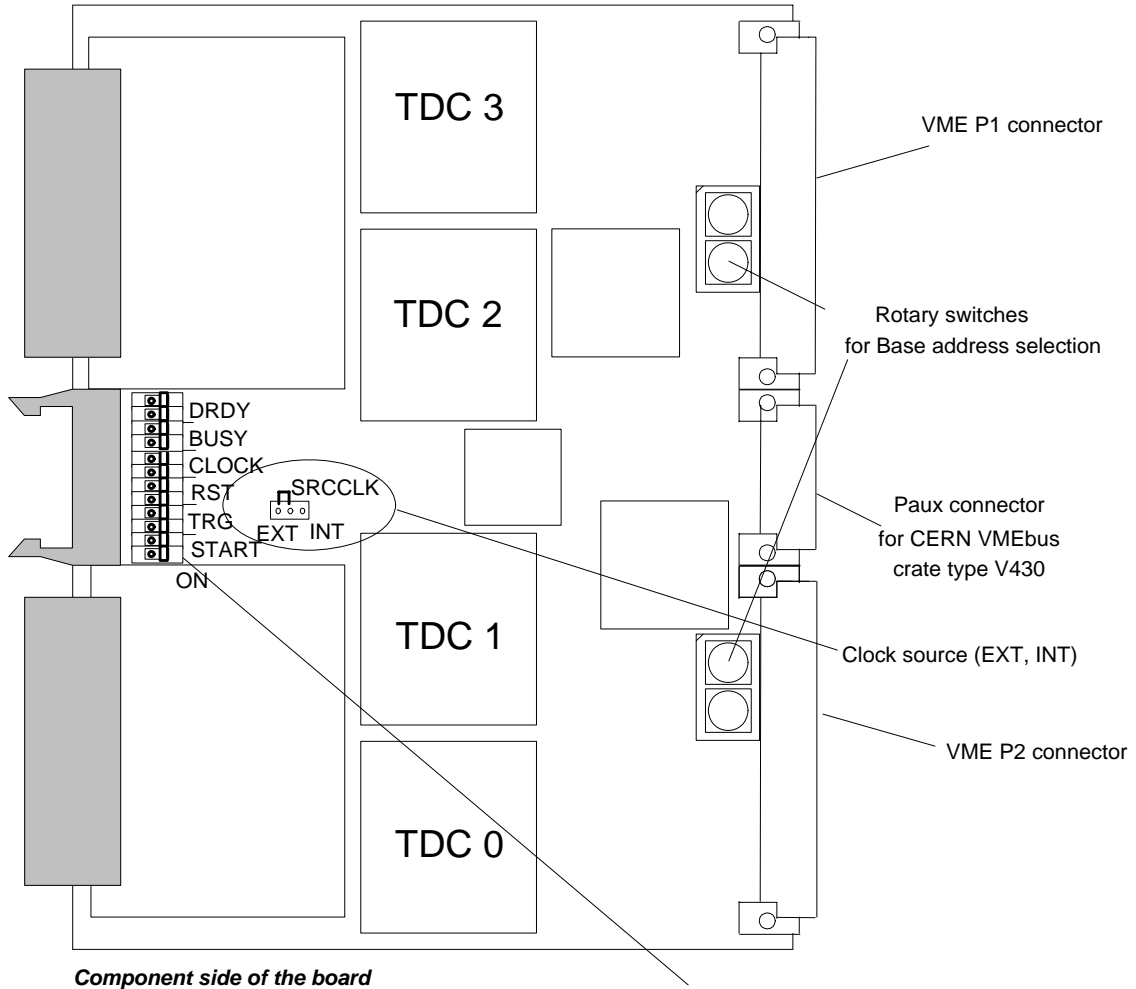 TDC 3
VME P1 connector
TDC 2
Rotary switches
for Base address selection
DRDY
BUSY
CLOCK
RST
TRG
START
ON
SRCCLK
EXT
INT
Paux connector
for CERN VMEbus
crate type V430
TDC 1
Clock source (EXT, INT)
VME P2 connector
TDC 0
Component side of the board